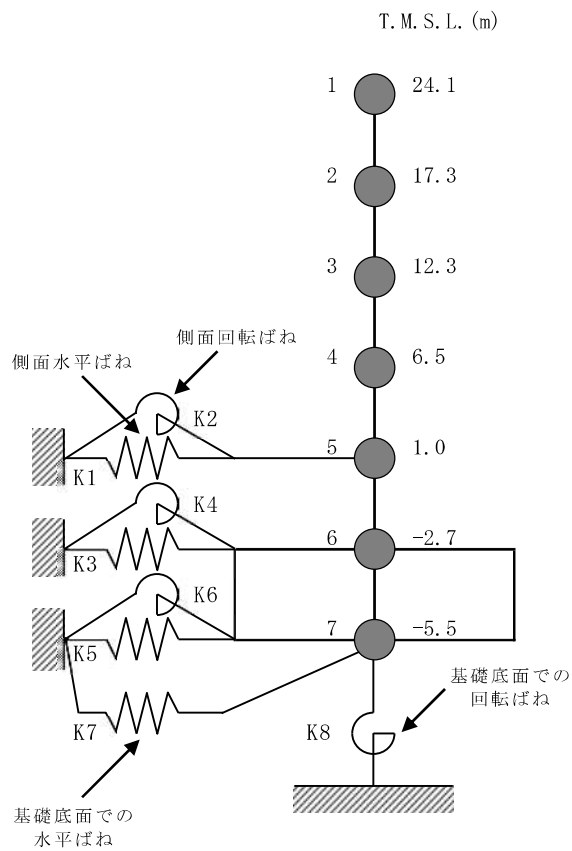 T.M.S.L.(m)
1 24.1
2 17.3
3 12.3
側面回転ばね
4 6.5
側面水平ばね
K2
5 1.0
K1
K4
6 -2.7
K3
K6
7 -5.5
K5
基礎底面での
回転ばね
K7
K8
基礎底面での
水平ばね